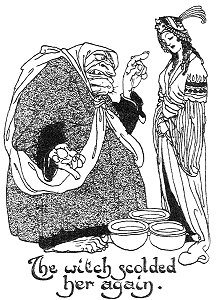 The witch scolded
her again.